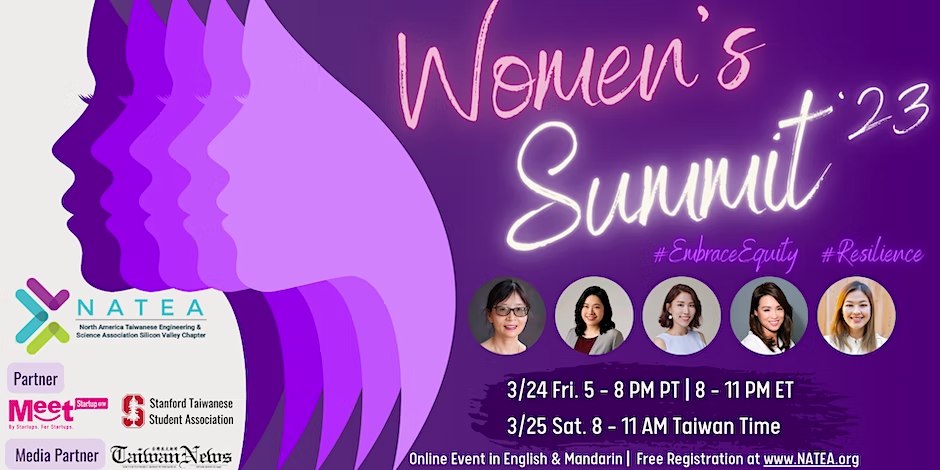 Women's
Summit '23
#EmbraceEquity #Resilience
NATEA
North America Taiwanese Engineering &
Science Association Silicon Valley Chapter
Partner
Meet Startup
By Startups. For Startups.
Stanford Taiwanese
Student Association
Media Partner
Taiwan News
3/24 Fri. 5 - 8 PM PT | 8 - 11 PM ET
3/25 Sat. 8 - 11 AM Taiwan Time
Online Event in English & Mandarin | Free Registration at www.NATEA.org